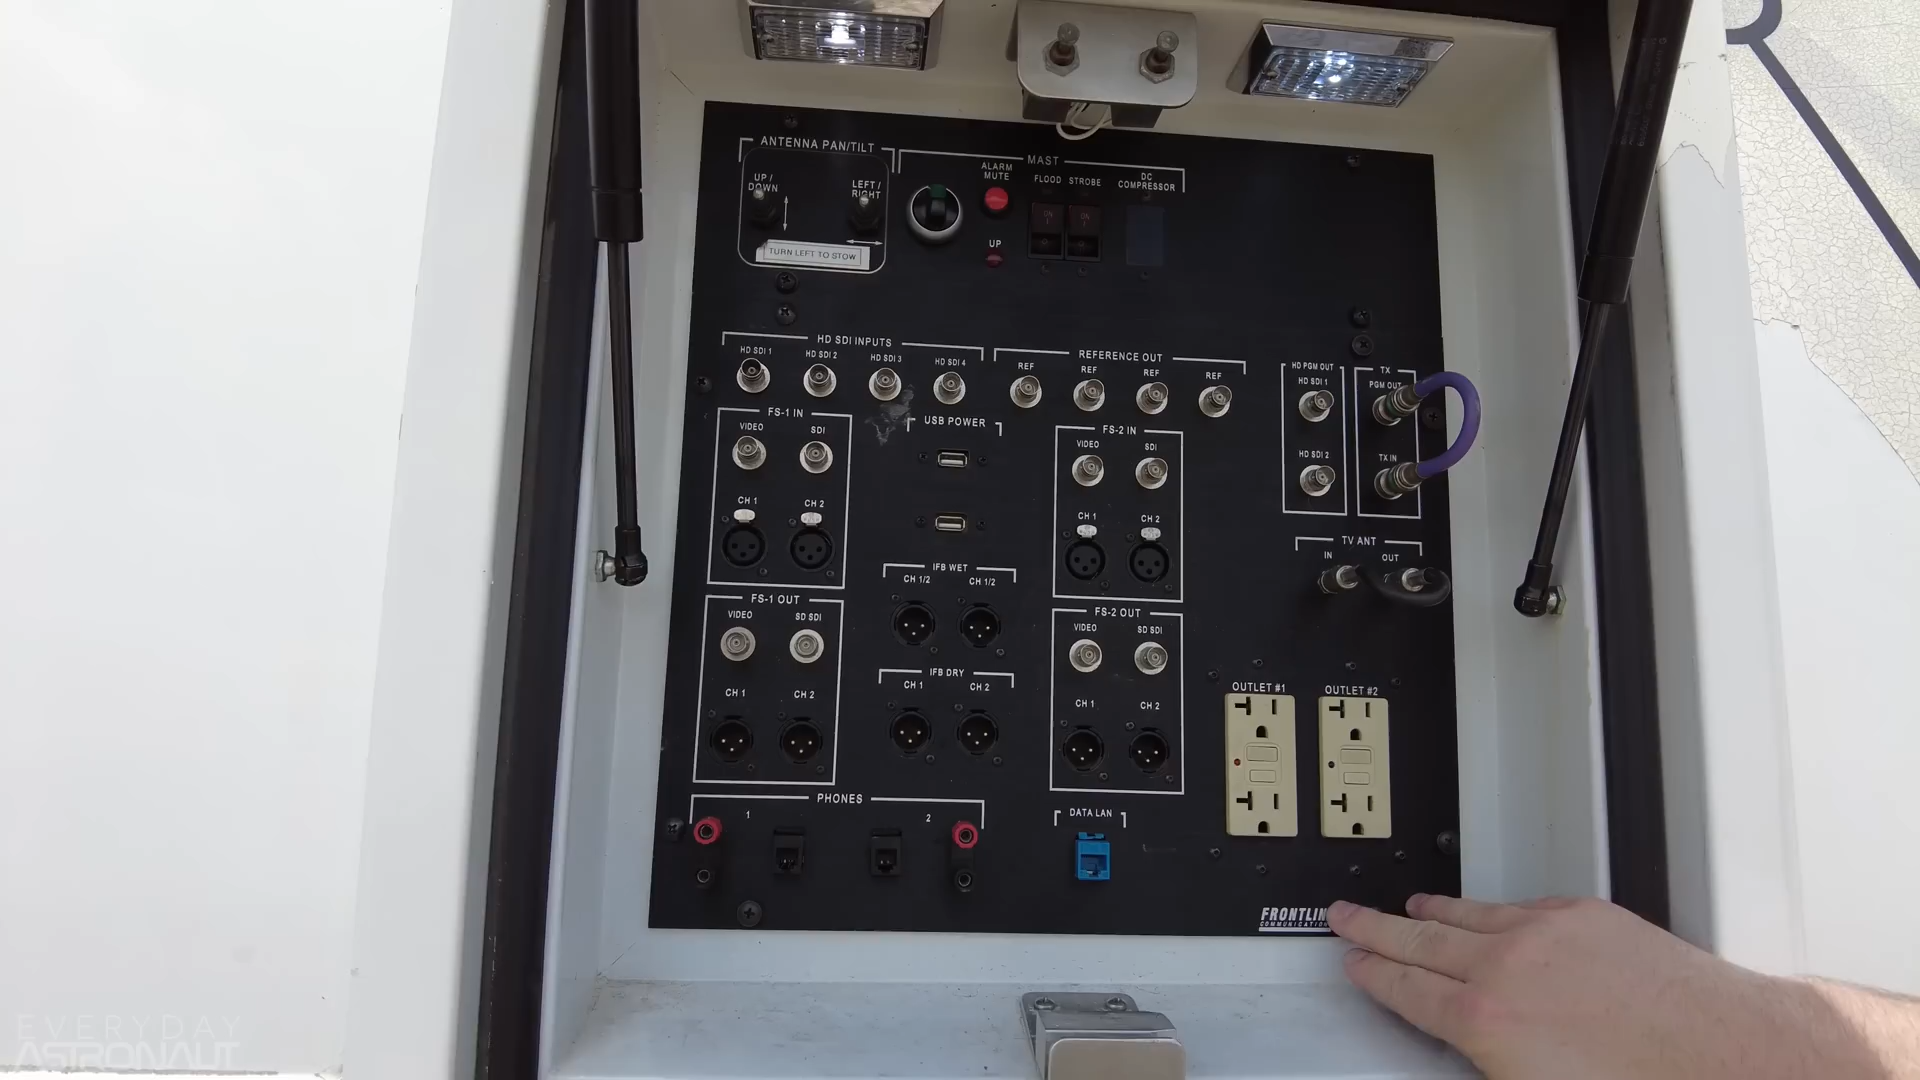 ANTENNA PAN/TILT
UP / DOWN
LEFT / RIGHT
TURN LEFT TO STOW
MAST
ALARM MUTE
UP
FLOOD
STROBE
DC COMPRESSOR
ON
ON
HD SDI INPUTS
HD SDI 1
HD SDI 2
HD SDI 3
HD SDI 4
REFERENCE OUT
REF
REF
REF
REF
HD PGM OUT
HD SDI 1
HD SDI 2
TX
PGM OUT
TX IN
FS-1 IN
VIDEO
SDI
CH 1
CH 2
USB POWER
FS-2 IN
VIDEO
SDI
CH 1
CH 2
TV ANT
IN
OUT
IFB WET
CH 1/2
CH 1/2
FS-1 OUT
VIDEO
SD SDI
CH 1
CH 2
IFB DRY
CH 1
CH 2
FS-2 OUT
VIDEO
SD SDI
CH 1
CH 2
OUTLET #1
OUTLET #2
PHONES
1
2
DATA LAN
FRONTLIN
COMMUNICATION
EVERYDAY
ASTRONAUT